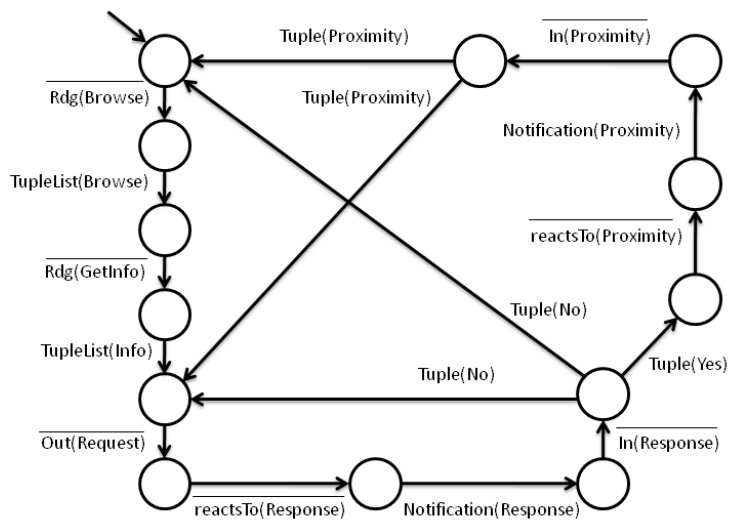 Tuple(Proximity)
In(Proximity)
Rdg(Browse)
Tuple(Proximity)
Notification(Proximity)
TupleList(Browse)
reactsTo(Proximity)
Rdg(GetInfo)
Tuple(No)
TupleList(Info)
Tuple(Yes)
Tuple(No)
Out(Request)
In(Response)
reactsTo(Response)
Notification(Response)